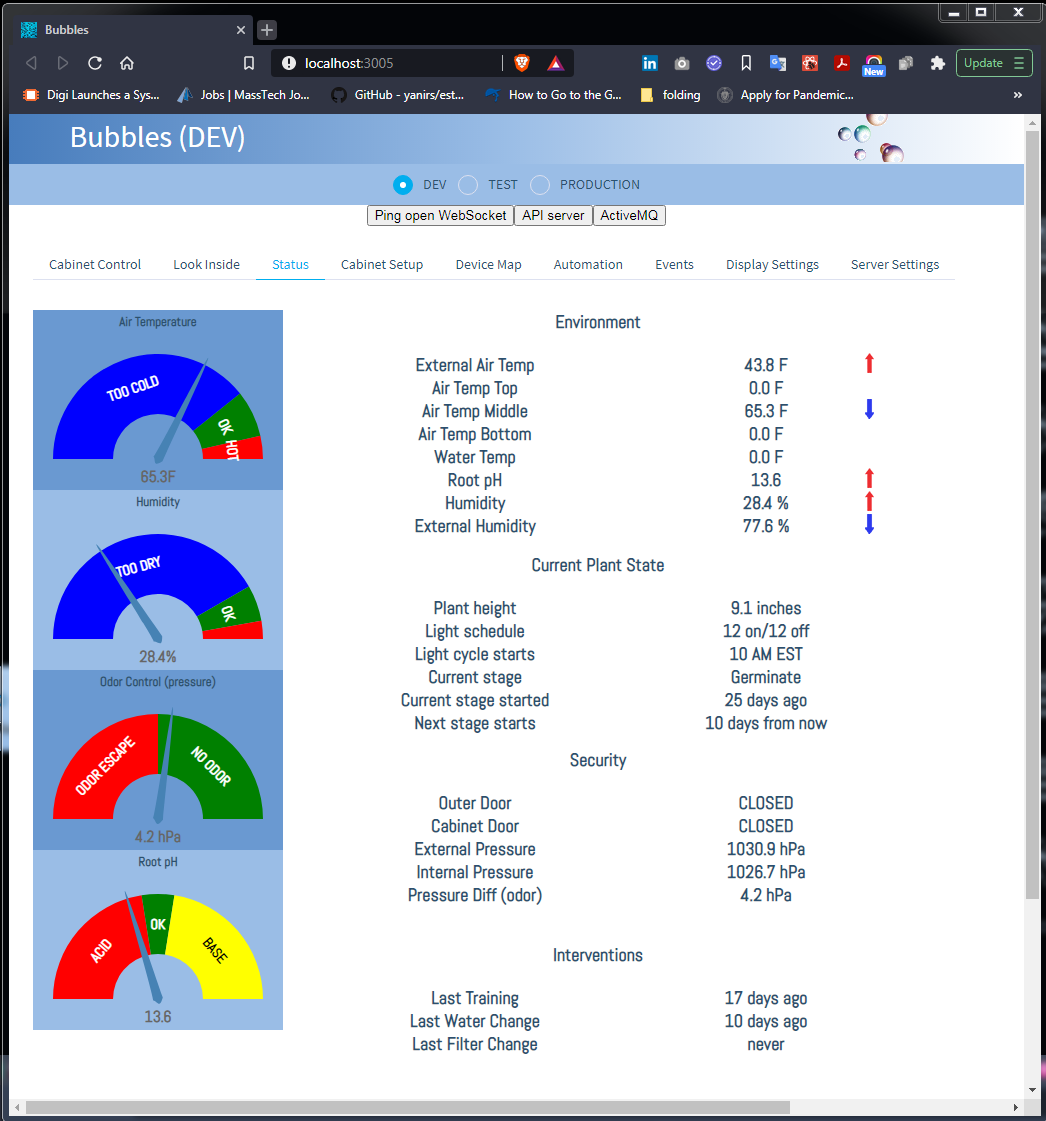 Bubbles
localhost:3005
New
Update
Digi Launches a Sys...
Jobs | MassTech Jo...
GitHub - yanirs/est...
How to Go to the G...
folding
Apply for Pandemic...
»
Bubbles (DEV)
DEV TEST PRODUCTION
Ping open WebSocket API server ActiveMQ
Cabinet Control Look Inside Status Cabinet Setup Device Map Automation Events Display Settings Server Settings
Air Temperature
TOO COLD
OK
HOT
65.3F
Humidity
TOO DRY
OK
28.4%
Odor Control (pressure)
ODOR ESCAPE
NO ODOR
4.2 hPa
Root pH
ACID
OK
BASE
13.6
Environment
External Air Temp 43.8 F
Air Temp Top 0.0 F
Air Temp Middle 65.3 F
Air Temp Bottom 0.0 F
Water Temp 0.0 F
Root pH 13.6
Humidity 28.4 %
External Humidity 77.6 %
Current Plant State
Plant height 9.1 inches
Light schedule 12 on/12 off
Light cycle starts 10 AM EST
Current stage Germinate
Current stage started 25 days ago
Next stage starts 10 days from now
Security
Outer Door CLOSED
Cabinet Door CLOSED
External Pressure 1030.9 hPa
Internal Pressure 1026.7 hPa
Pressure Diff (odor) 4.2 hPa
Interventions
Last Training 17 days ago
Last Water Change 10 days ago
Last Filter Change never